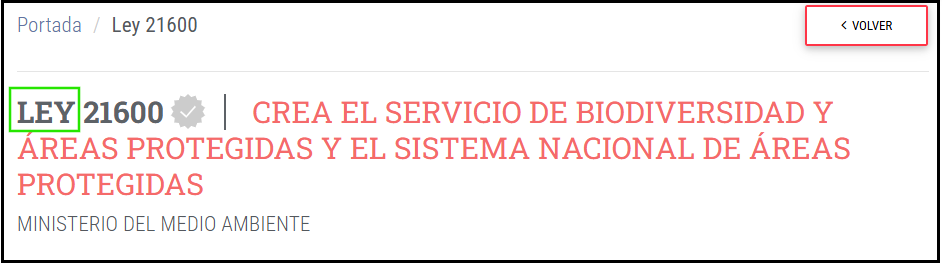 Portada / Ley 21600
< VOLVER
LEY 21600 | CREA EL SERVICIO DE BIODIVERSIDAD Y
ÁREAS PROTEGIDAS Y EL SISTEMA NACIONAL DE ÁREAS
PROTEGIDAS
MINISTERIO DEL MEDIO AMBIENTE